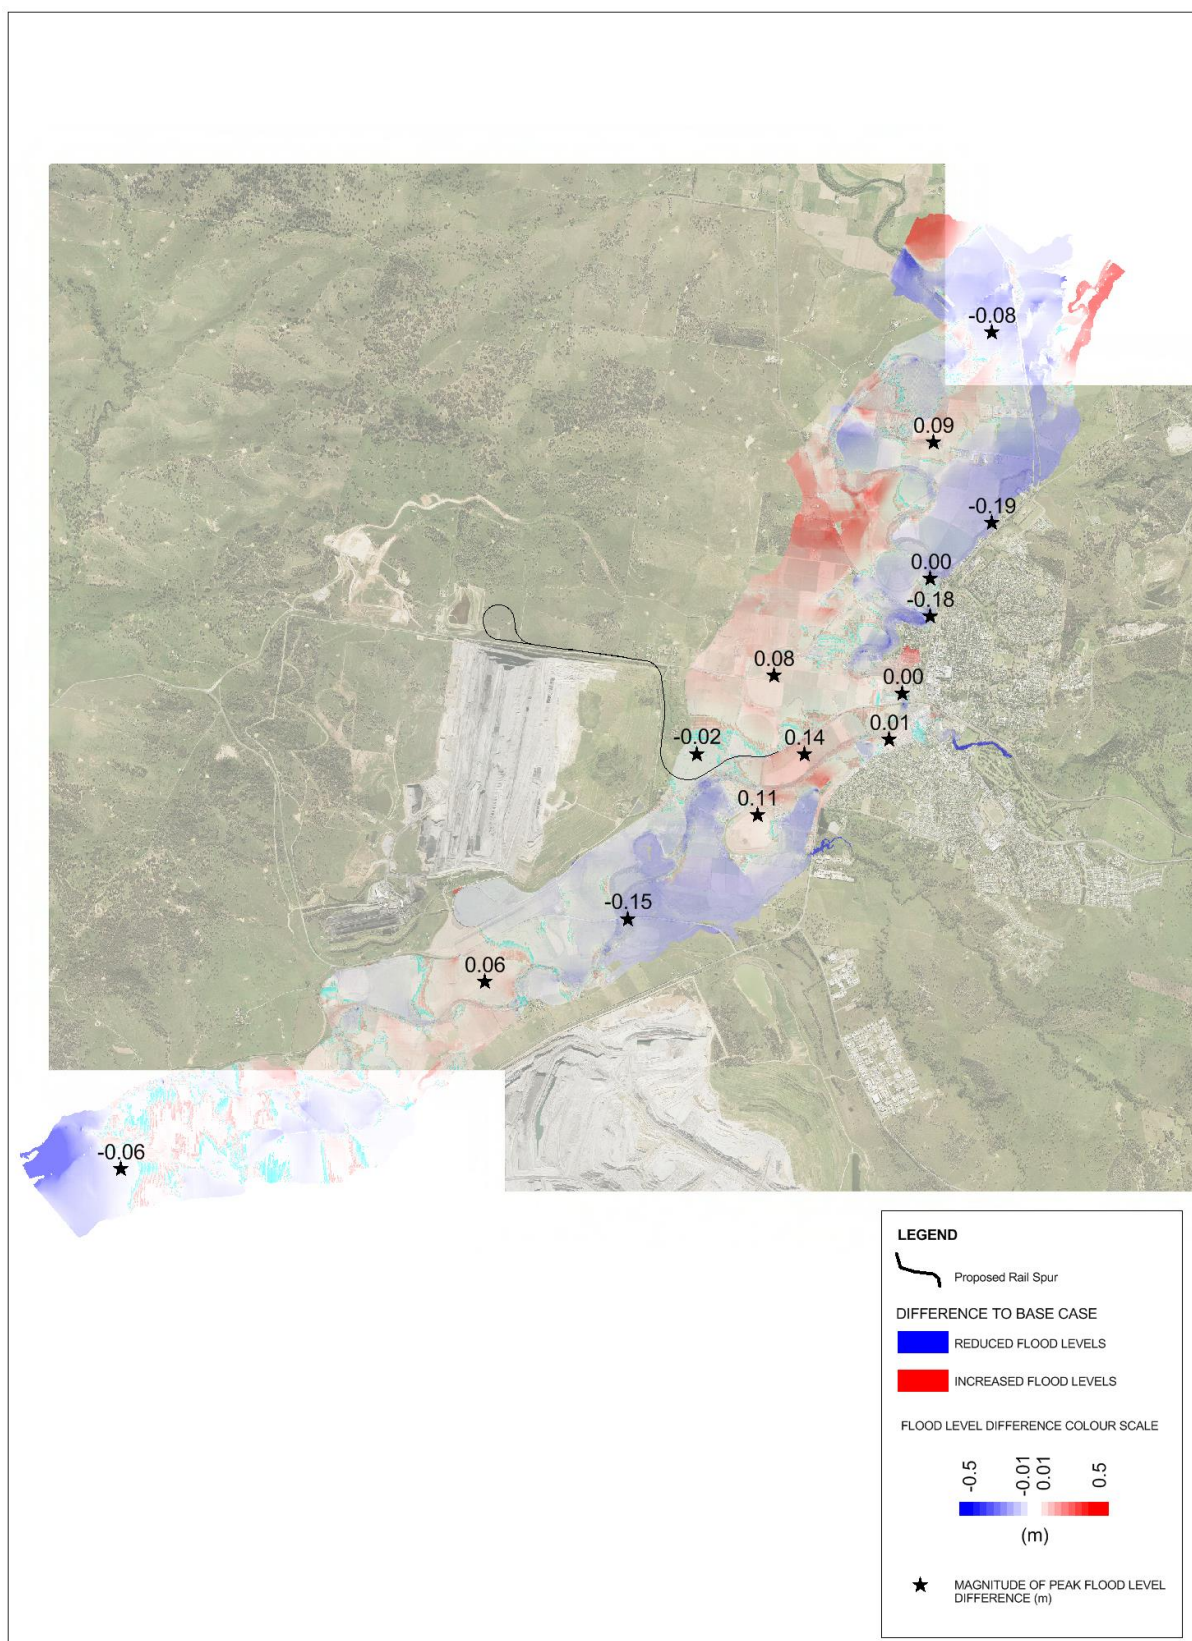 -0.08
0.09
-0.19
0.00
-0.18
0.08
0.00
-0.02
0.14
0.01
0.11
-0.15
0.06
-0.06
LEGEND
Proposed Rail Spur
DIFFERENCE TO BASE CASE
REDUCED FLOOD LEVELS
INCREASED FLOOD LEVELS
FLOOD LEVEL DIFFERENCE COLOUR SCALE
-0.5 -0.01 0.01 0.5
(m)
MAGNITUDE OF PEAK FLOOD LEVEL
DIFFERENCE (m)